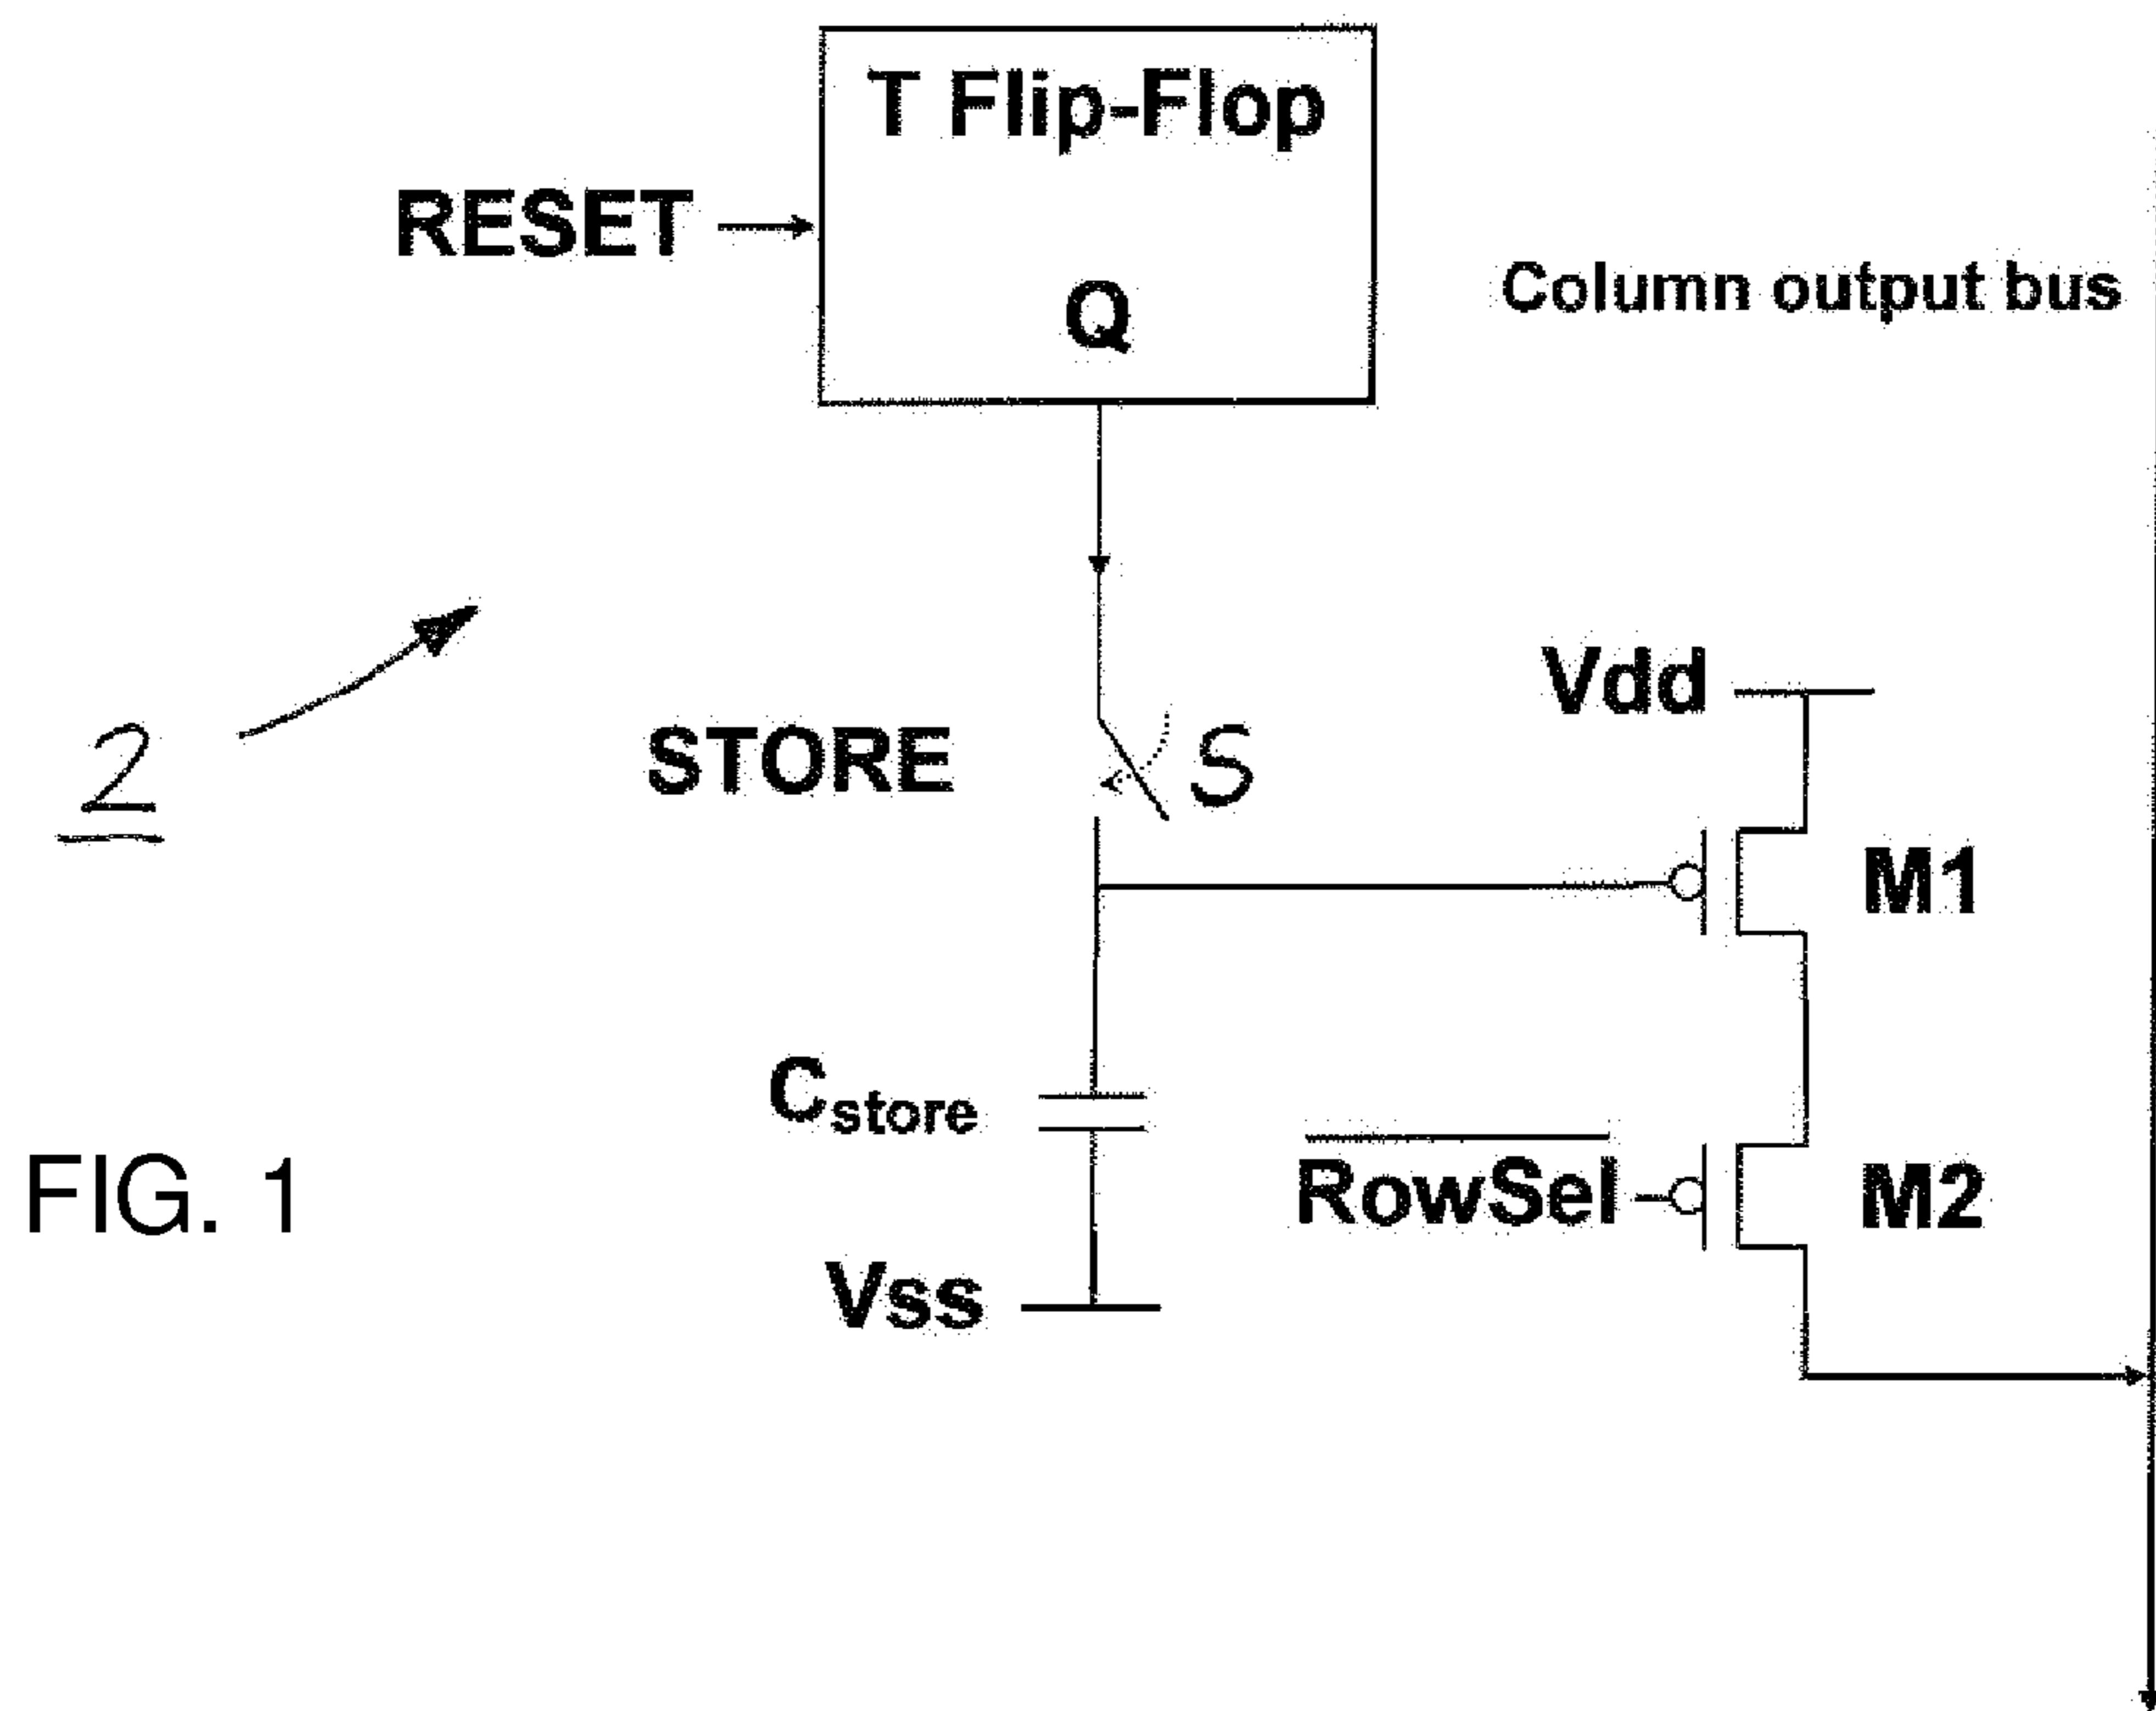 T Flip-Flop
RESET
Q
Column output bus
Vdd
STORE
S
2
M1
Cstore
RowSel
M2
FIG. 1
Vss